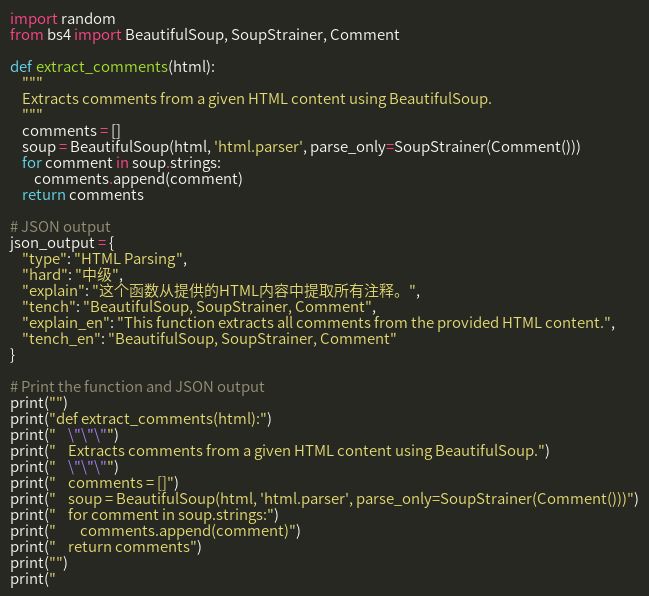 import random
from bs4 import BeautifulSoup, SoupStrainer, Comment

def extract_comments(html):
    """
    Extracts comments from a given HTML content using BeautifulSoup.
    """
    comments = []
    soup = BeautifulSoup(html, 'html.parser', parse_only=SoupStrainer(Comment()))
    for comment in soup.strings:
        comments.append(comment)
    return comments

# JSON output
json_output = {
    "type": "HTML Parsing",
    "hard": "中级",
    "explain": "这个函数从提供的HTML内容中提取所有注释。",
    "tench": "BeautifulSoup, SoupStrainer, Comment",
    "explain_en": "This function extracts all comments from the provided HTML content.",
    "tench_en": "BeautifulSoup, SoupStrainer, Comment"
}

# Print the function and JSON output
print("")
print("def extract_comments(html):")
print("    \"\"\"")
print("    Extracts comments from a given HTML content using BeautifulSoup.")
print("    \"\"\"")
print("    comments = []")
print("    soup = BeautifulSoup(html, 'html.parser', parse_only=SoupStrainer(Comment()))")
print("    for comment in soup.strings:")
print("        comments.append(comment)")
print("    return comments")
print("")
print("